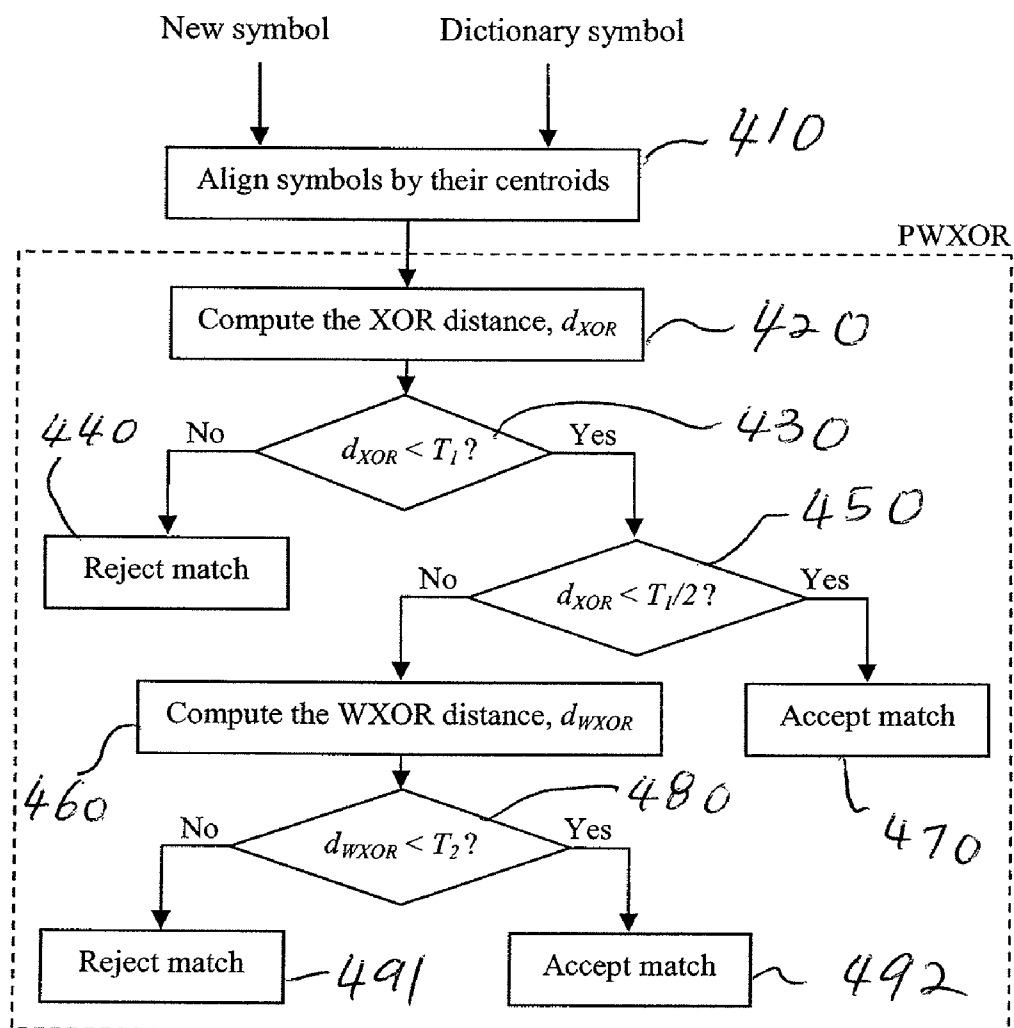 New symbol
Dictionary symbol
410
Align symbols by their centroids
PWXOR
Compute the XOR distance, dXOR
420
440
No
dXOR < T1?
Yes
430
Reject match
450
No
dXOR < T1/2?
Yes
Compute the WXOR distance, dWXOR
Accept match
460
480
470
No
dWXOR < T2?
Yes
Reject match
491
Accept match
492